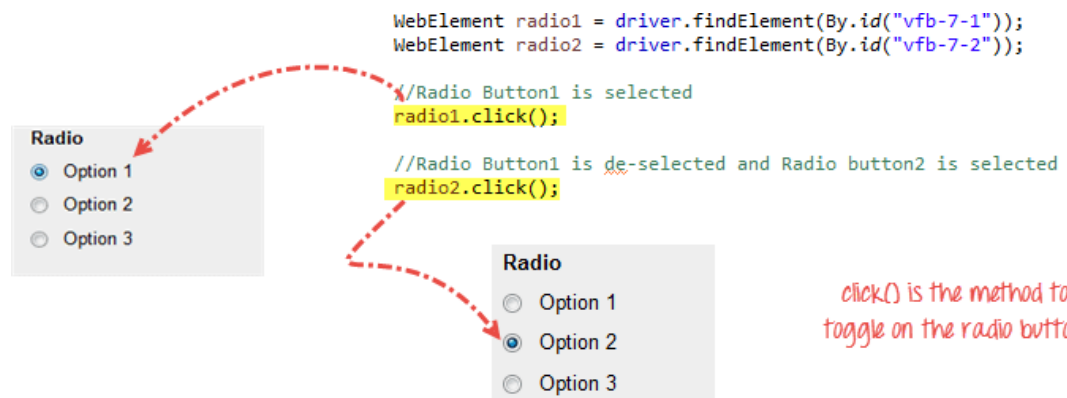 WebElement radio1 = driver.findElement(By.id("vfb-7-1"));
WebElement radio2 = driver.findElement(By.id("vfb-7-2"));
//Radio Button1 is selected
radio1.click();
//Radio Button1 is de-selected and Radio button2 is selected
radio2.click();
Radio
Option 1
Option 2
Option 3
Radio
Option 1
Option 2
Option 3
click() is the method to
toggle on the radio